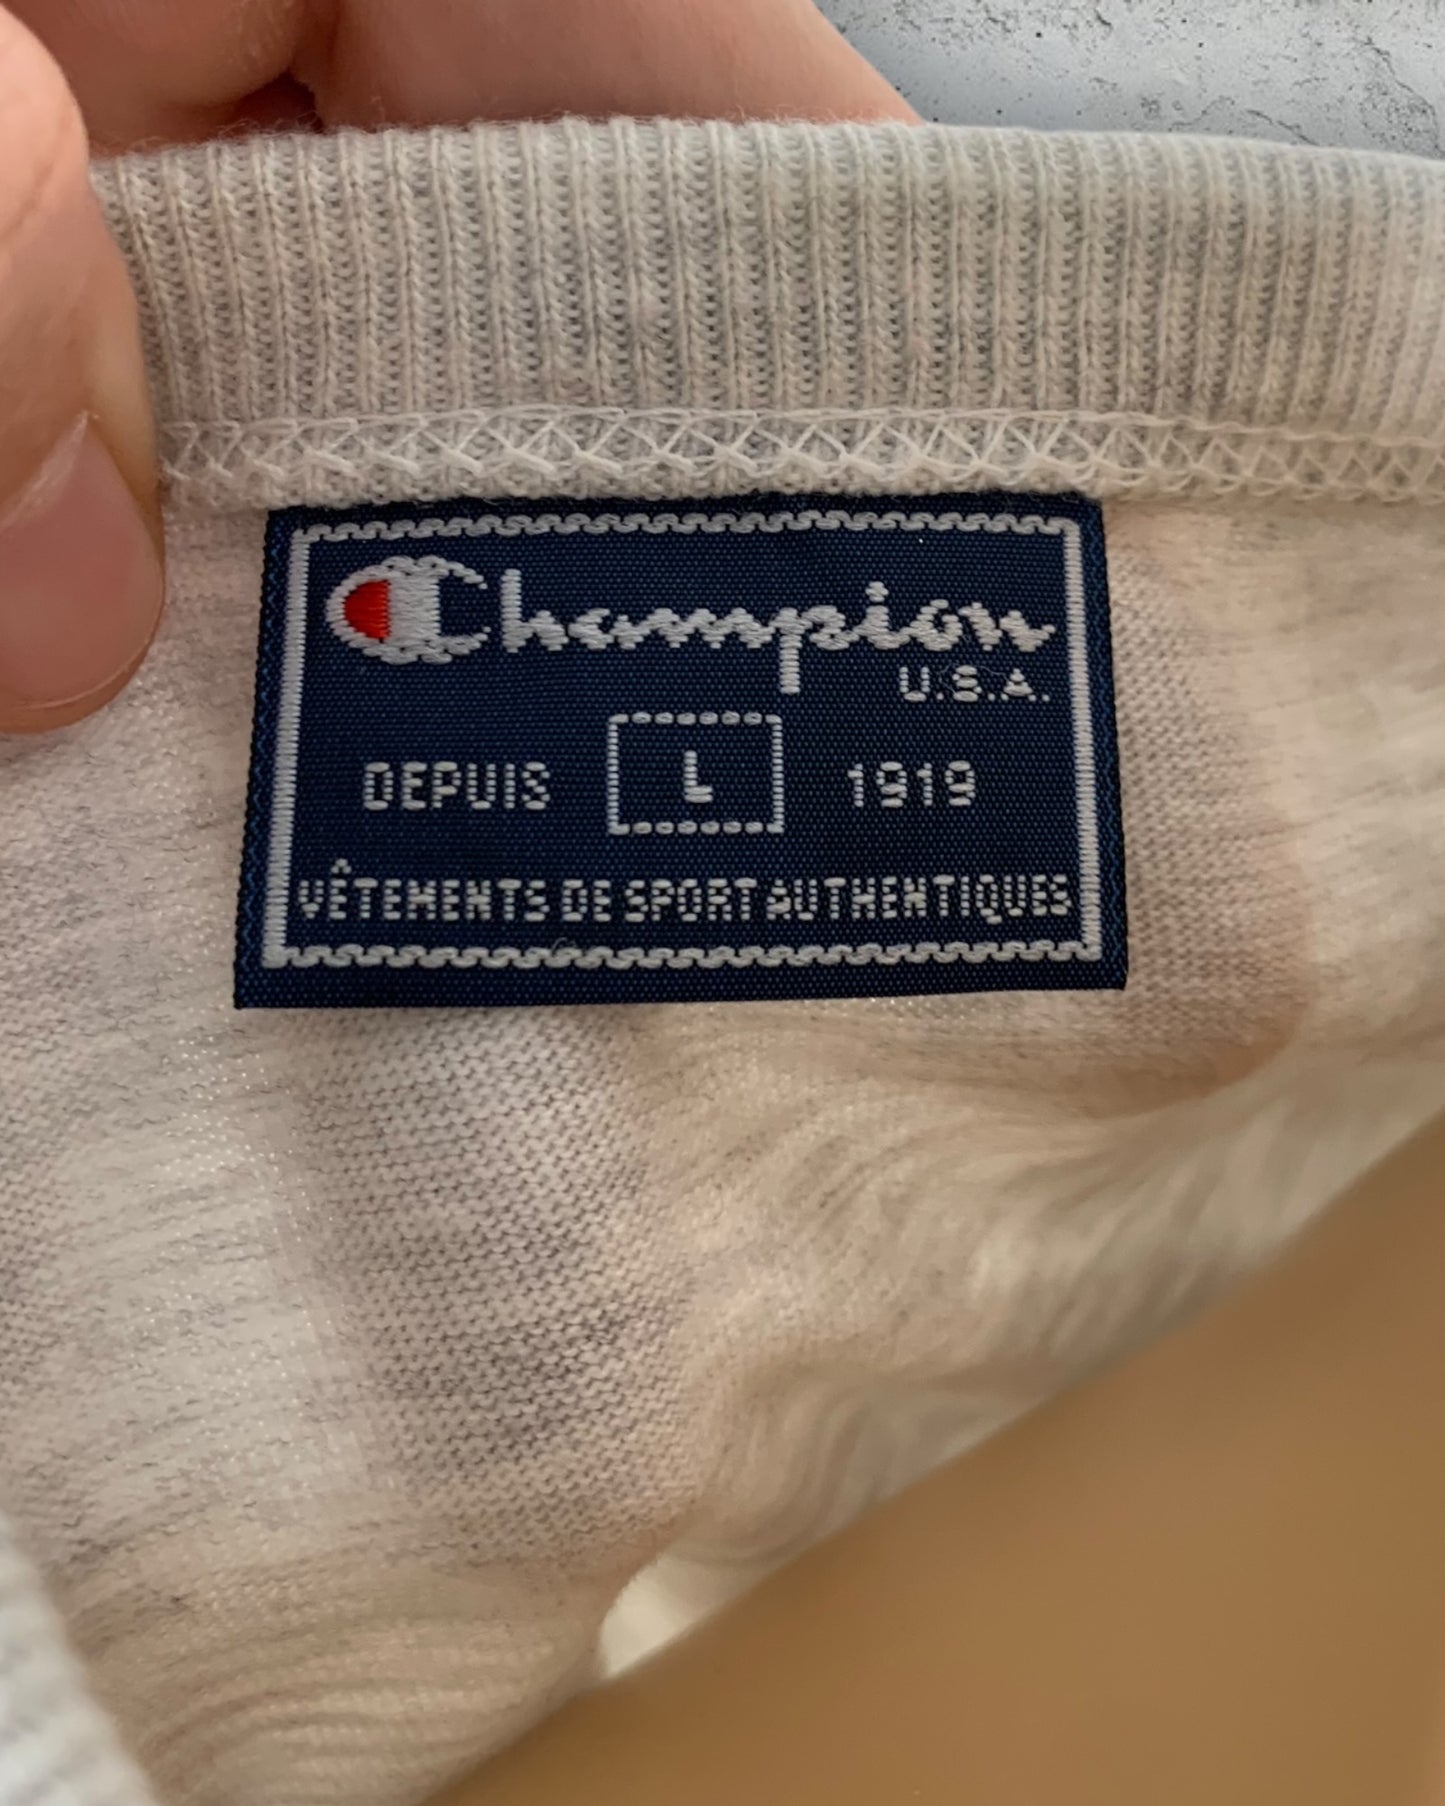 Champion
U.S.A.
DEPUIS L 1919
VÊTEMENTS DE SPORT AUTHENTIQUES